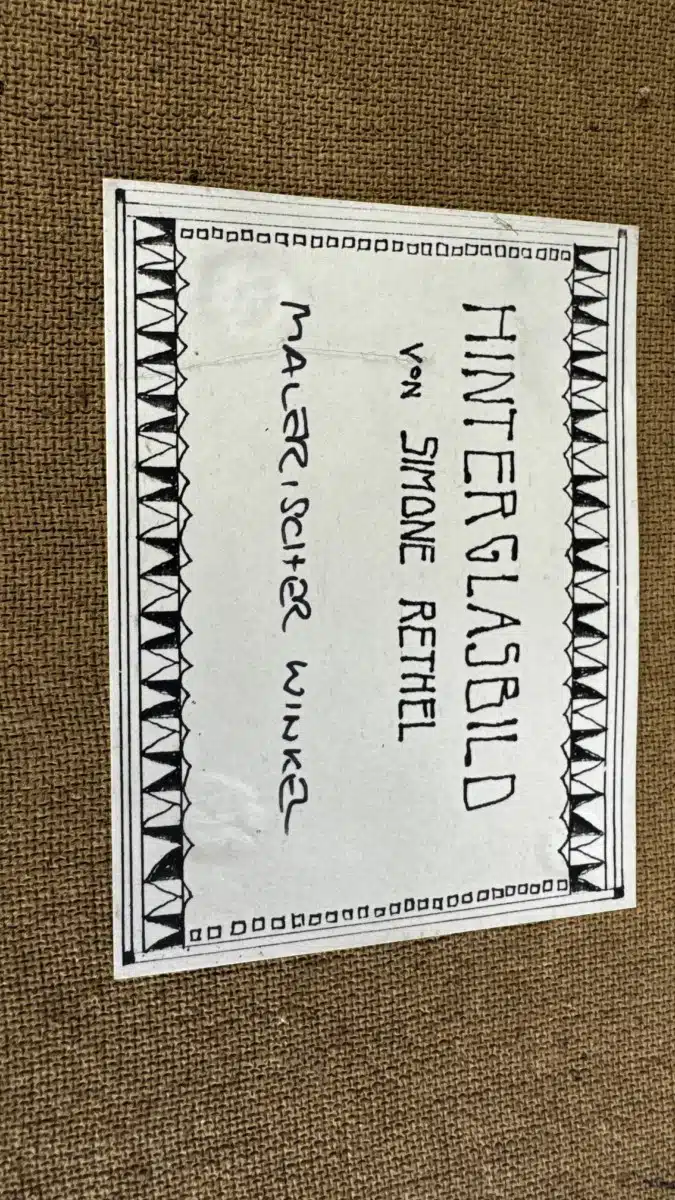 HINTERGLASBILD
VON SIMONE RETHEL
MALERISCHER WINKEL